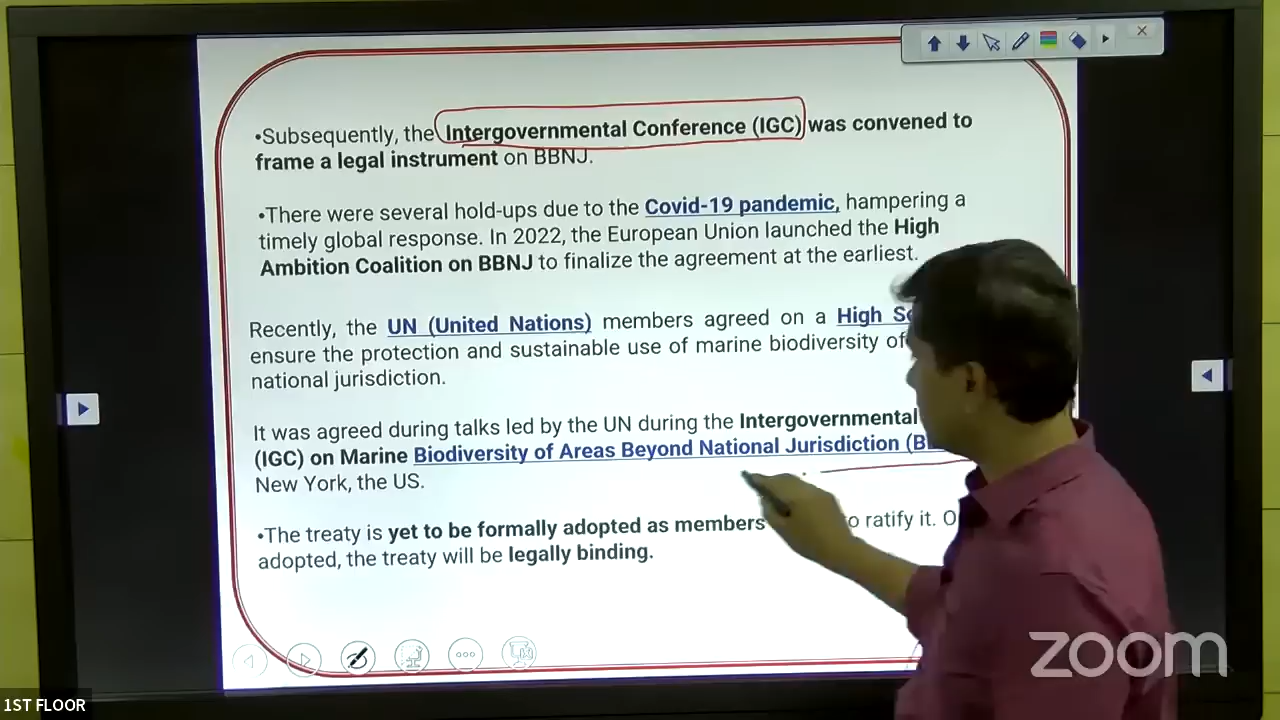 •Subsequently, the Intergovernmental Conference (IGC) was convened to
frame a legal instrument on BBNJ.
•There were several hold-ups due to the Covid-19 pandemic, hampering a
timely global response. In 2022, the European Union launched the High
Ambition Coalition on BBNJ to finalize the agreement at the earliest.
Recently, the UN (United Nations) members agreed on a High
ensure the protection and sustainable use of marine biodiversity of
national jurisdiction.
It was agreed during talks led by the UN during the Intergovernmental
(IGC) on Marine Biodiversity of Areas Beyond National Jurisdiction
New York, the US.
•The treaty is yet to be formally adopted as members ratify it.
adopted, the treaty will be legally binding.
zoom
1ST FLOOR